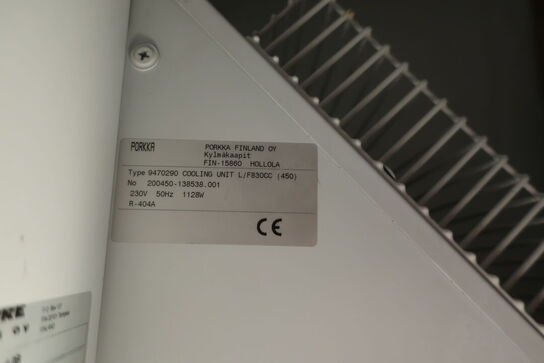 PORKKA PORKKA FINLAND OY
Kylmäkaapit
FIN-15860 HOLLOLA
Type 9470290 COOLING UNIT L/F830CC (450)
No 200450-138538.001
230V 50Hz 1128W
R-404A
CE